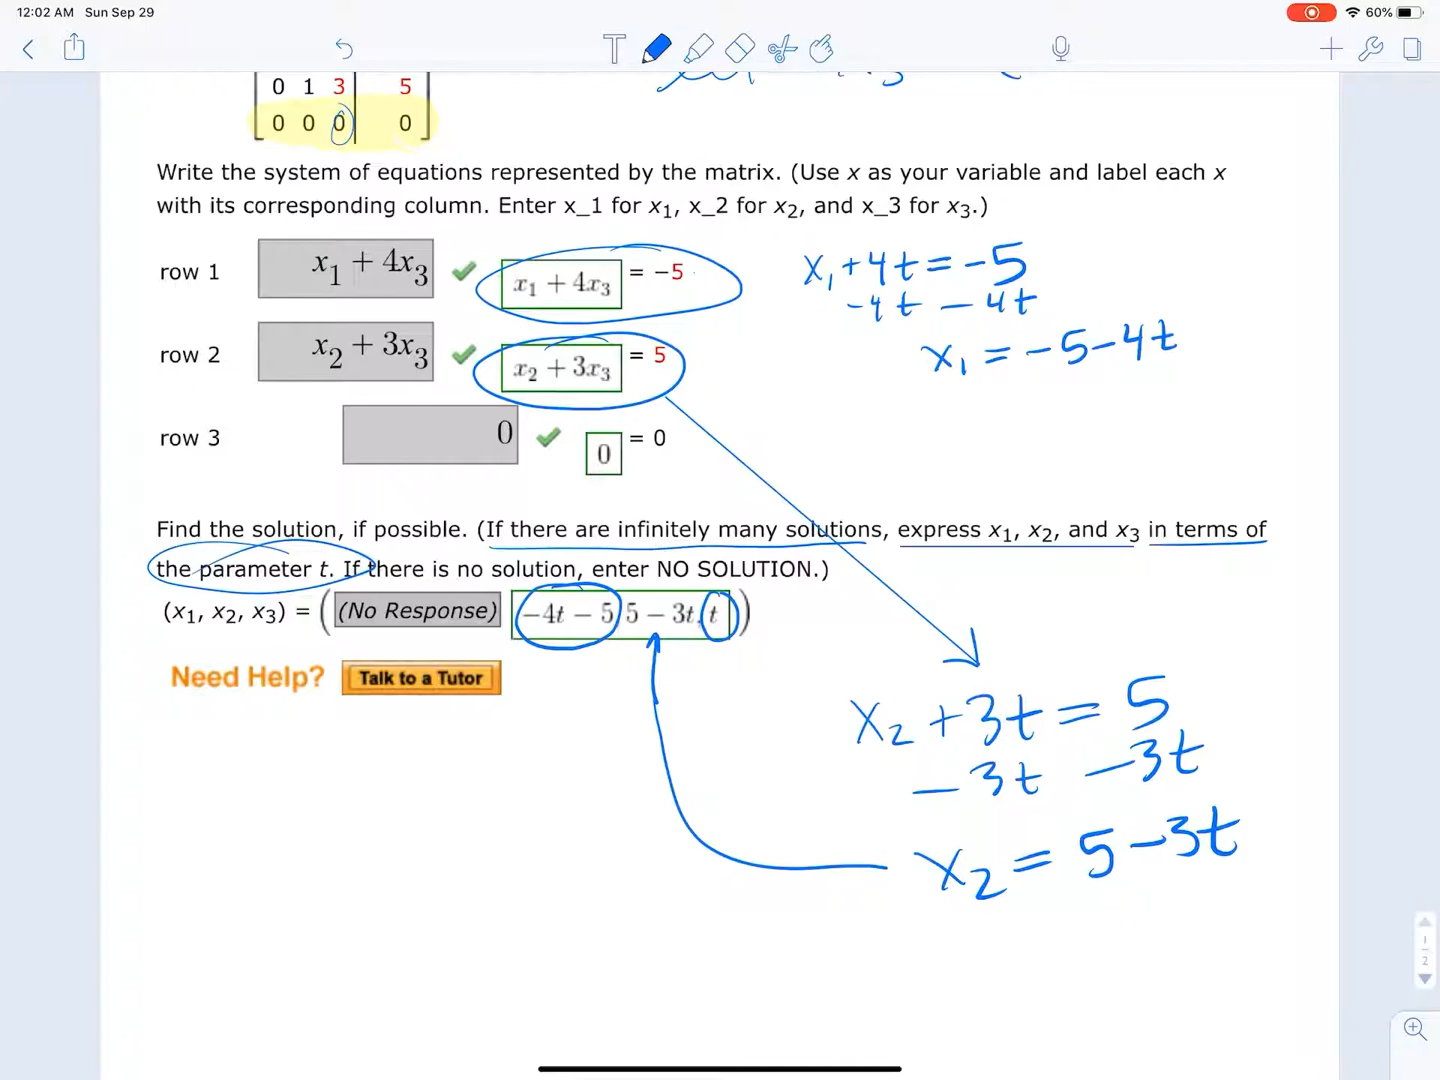 12:02 AM Sun Sep 29
60%
0 1 3 5
0 0 0 0
Write the system of equations represented by the matrix. (Use x as your variable and label each x
with its corresponding column. Enter x_1 for x₁, x_2 for x₂, and x_3 for x₃.)
row 1 x₁ + 4x₃ x₁ + 4x₃ = −5
x₁ + 4t = -5
-4t - 4t
x₁ = -5 - 4t
row 2 x₂ + 3x₃ x₂ + 3x₃ = 5
row 3 0 0 = 0
Find the solution, if possible. (If there are infinitely many solutions, express x₁, x₂, and x₃ in terms of
the parameter t. If there is no solution, enter NO SOLUTION.)
(x₁, x₂, x₃) = ( (No Response) −4t − 5, 5 − 3t, t )
Need Help? Talk to a Tutor
x₂ + 3t = 5
- 3t - 3t
x₂ = 5 - 3t
1
2